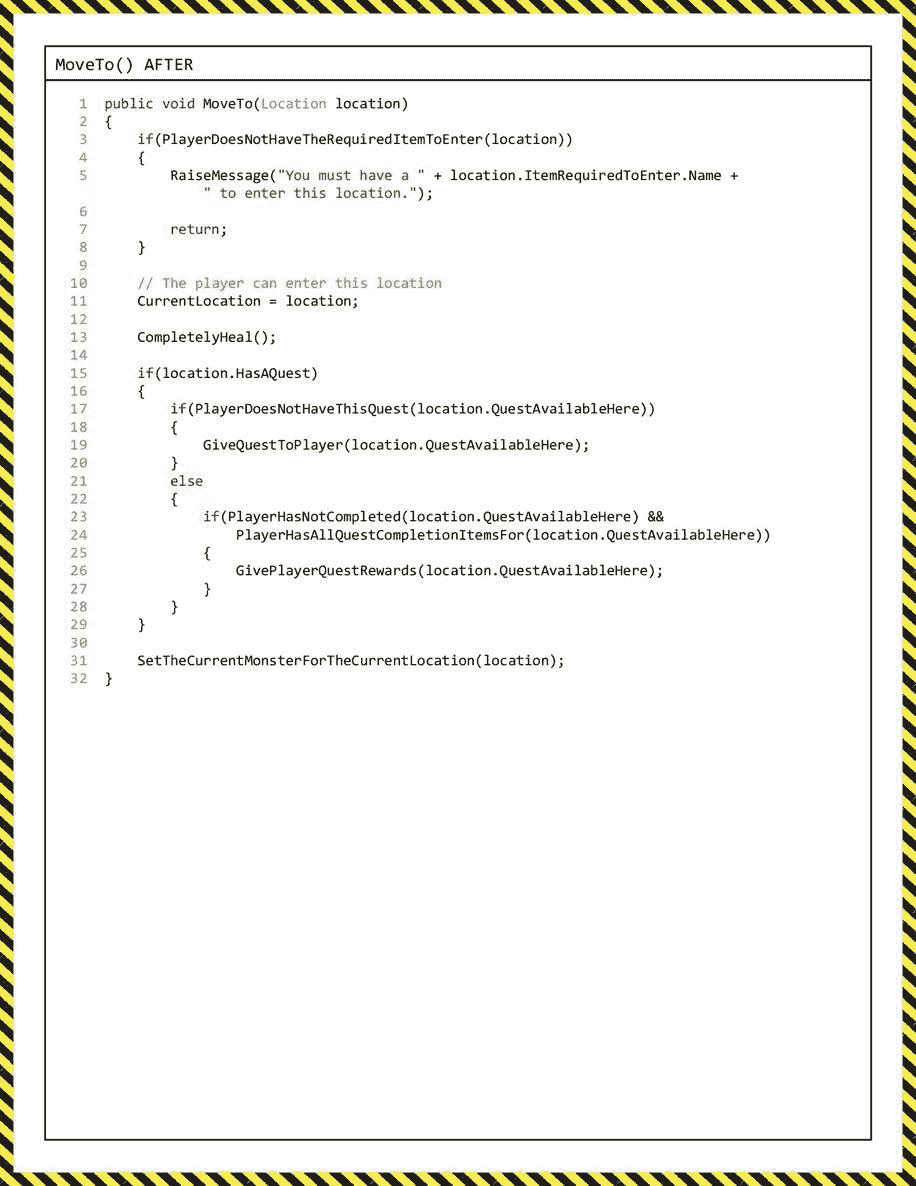 MoveTo() AFTER
1 public void MoveTo(Location location)
2 {
3     if(PlayerDoesNotHaveTheRequiredItemToEnter(location))
4     {
5         RaiseMessage("You must have a " + location.ItemRequiredToEnter.Name +
            " to enter this location.");
6
7         return;
8     }
9
10     // The player can enter this location
11     CurrentLocation = location;
12
13     CompletelyHeal();
14
15     if(location.HasAQuest)
16     {
17         if(PlayerDoesNotHaveThisQuest(location.QuestAvailableHere))
18         {
19             GiveQuestToPlayer(location.QuestAvailableHere);
20         }
21         else
22         {
23             if(PlayerHasNotCompleted(location.QuestAvailableHere) &&
24                 PlayerHasAllQuestCompletionItemsFor(location.QuestAvailableHere))
25             {
26                 GivePlayerQuestRewards(location.QuestAvailableHere);
27             }
28         }
29     }
30
31     SetTheCurrentMonsterForTheCurrentLocation(location);
32 }